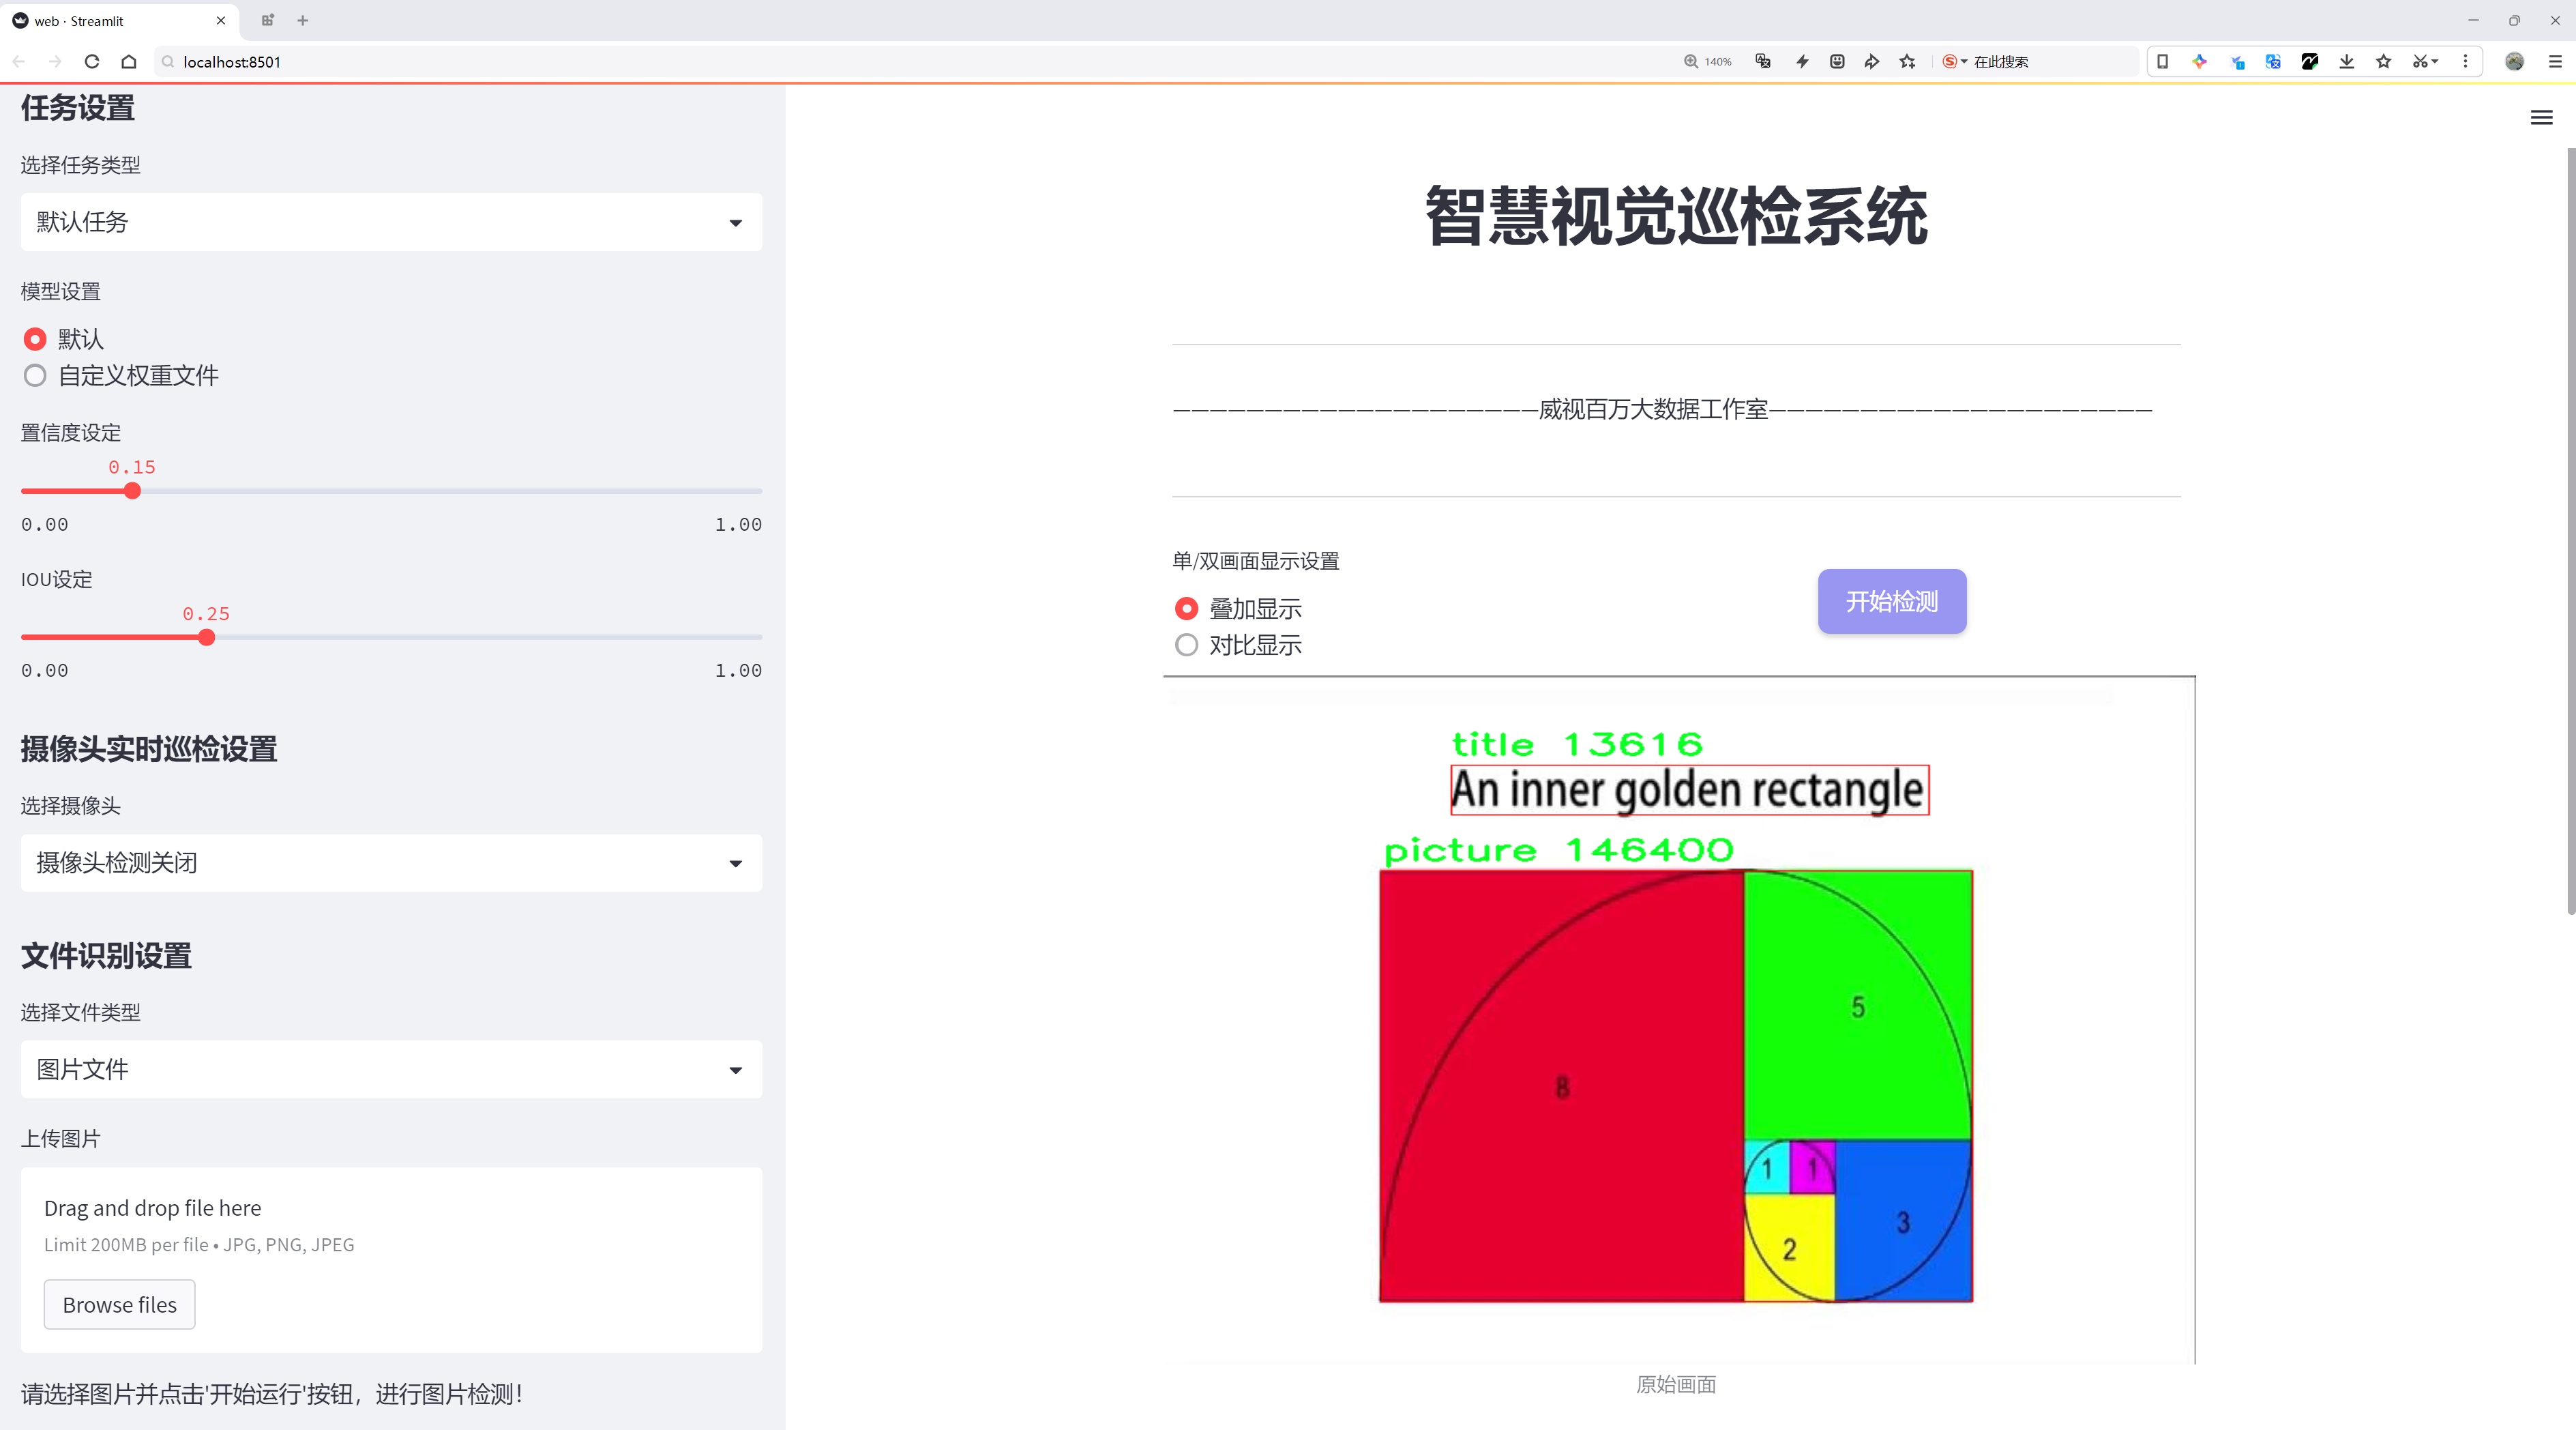 web · Streamlit
localhost:8501
140%
在此搜索
任务设置
选择任务类型
默认任务
模型设置
默认
自定义权重文件
置信度设定
0.15
0.00
1.00
IOU设定
0.25
0.00
1.00
摄像头实时巡检设置
选择摄像头
摄像头检测关闭
文件识别设置
选择文件类型
图片文件
上传图片
Drag and drop file here
Limit 200MB per file • JPG, PNG, JPEG
Browse files
请选择图片并点击'开始运行'按钮，进行图片检测！
智慧视觉巡检系统
————————————————————威视百万大数据工作室—————————————————————
单/双画面显示设置
叠加显示
对比显示
开始检测
title 13616
An inner golden rectangle
picture 146400
5
8
1
1
3
2
原始画面